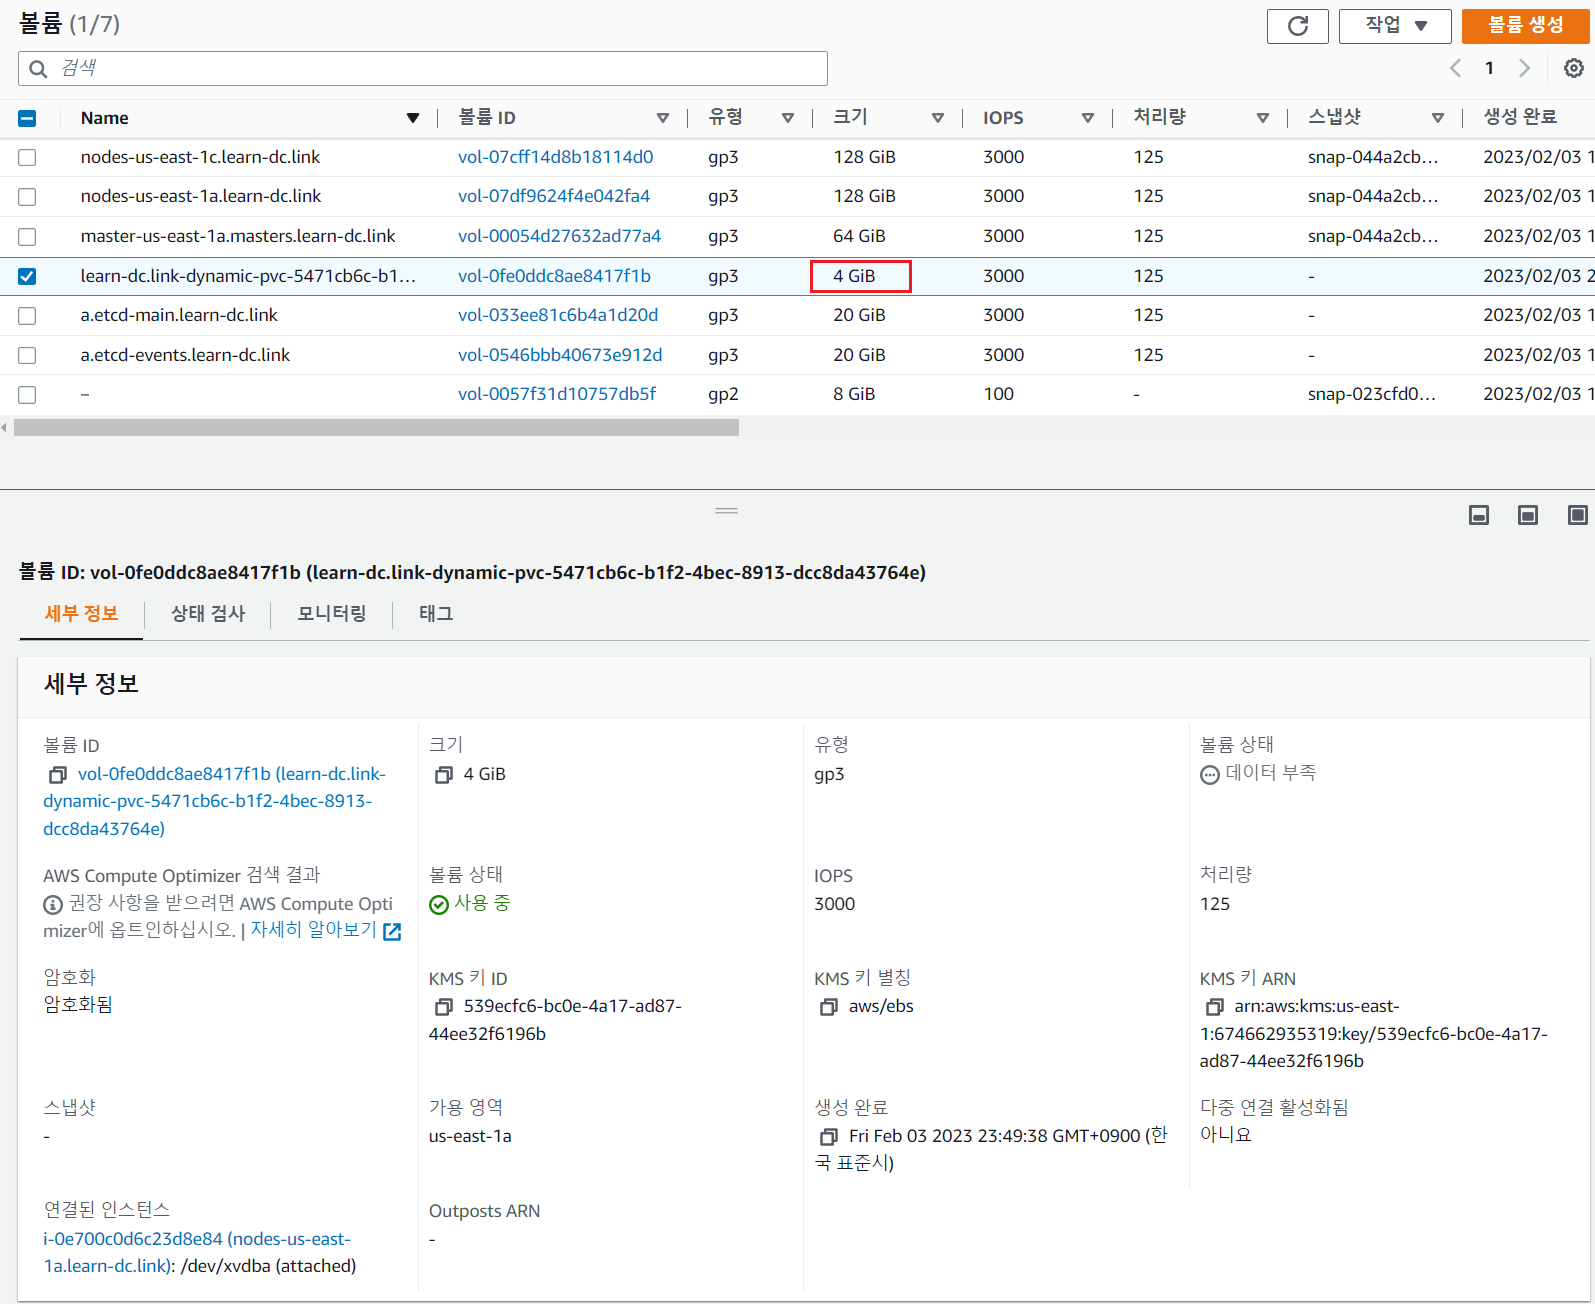 볼륨 (1/7)
작업
볼륨 생성
검색
1
Name 볼륨 ID 유형 크기 IOPS 처리량 스냅샷 생성 완료
nodes-us-east-1c.learn-dc.link vol-07cff14d8b18114d0 gp3 128 GiB 3000 125 snap-044a2cb... 2023/02/03 1
nodes-us-east-1a.learn-dc.link vol-07df9624f4e042fa4 gp3 128 GiB 3000 125 snap-044a2cb... 2023/02/03 1
master-us-east-1a.masters.learn-dc.link vol-00054d27632ad77a4 gp3 64 GiB 3000 125 snap-044a2cb... 2023/02/03 1
learn-dc.link-dynamic-pvc-5471cb6c-b1... vol-0fe0ddc8ae8417f1b gp3 4 GiB 3000 125 - 2023/02/03 2
a.etcd-main.learn-dc.link vol-033ee81c6b4a1d20d gp3 20 GiB 3000 125 - 2023/02/03 1
a.etcd-events.learn-dc.link vol-0546bbb40673e912d gp3 20 GiB 3000 125 - 2023/02/03 1
– vol-0057f31d10757db5f gp2 8 GiB 100 - snap-023cfd0... 2023/02/03 1
볼륨 ID: vol-0fe0ddc8ae8417f1b (learn-dc.link-dynamic-pvc-5471cb6c-b1f2-4bec-8913-dcc8da43764e)
세부 정보 상태 검사 모니터링 태그
세부 정보
볼륨 ID
vol-0fe0ddc8ae8417f1b (learn-dc.link-
dynamic-pvc-5471cb6c-b1f2-4bec-8913-
dcc8da43764e)
크기
4 GiB
유형
gp3
볼륨 상태
데이터 부족
AWS Compute Optimizer 검색 결과
권장 사항을 받으려면 AWS Compute Opti
mizer에 옵트인하십시오. | 자세히 알아보기
볼륨 상태
사용 중
IOPS
3000
처리량
125
암호화
암호화됨
KMS 키 ID
539ecfc6-bc0e-4a17-ad87-
44ee32f6196b
KMS 키 별칭
aws/ebs
KMS 키 ARN
arn:aws:kms:us-east-
1:674662935319:key/539ecfc6-bc0e-4a17-
ad87-44ee32f6196b
스냅샷
-
가용 영역
us-east-1a
생성 완료
Fri Feb 03 2023 23:49:38 GMT+0900 (한
국 표준시)
다중 연결 활성화됨
아니요
연결된 인스턴스
i-0e700c0d6c23d8e84 (nodes-us-east-
1a.learn-dc.link): /dev/xvdba (attached)
Outposts ARN
-